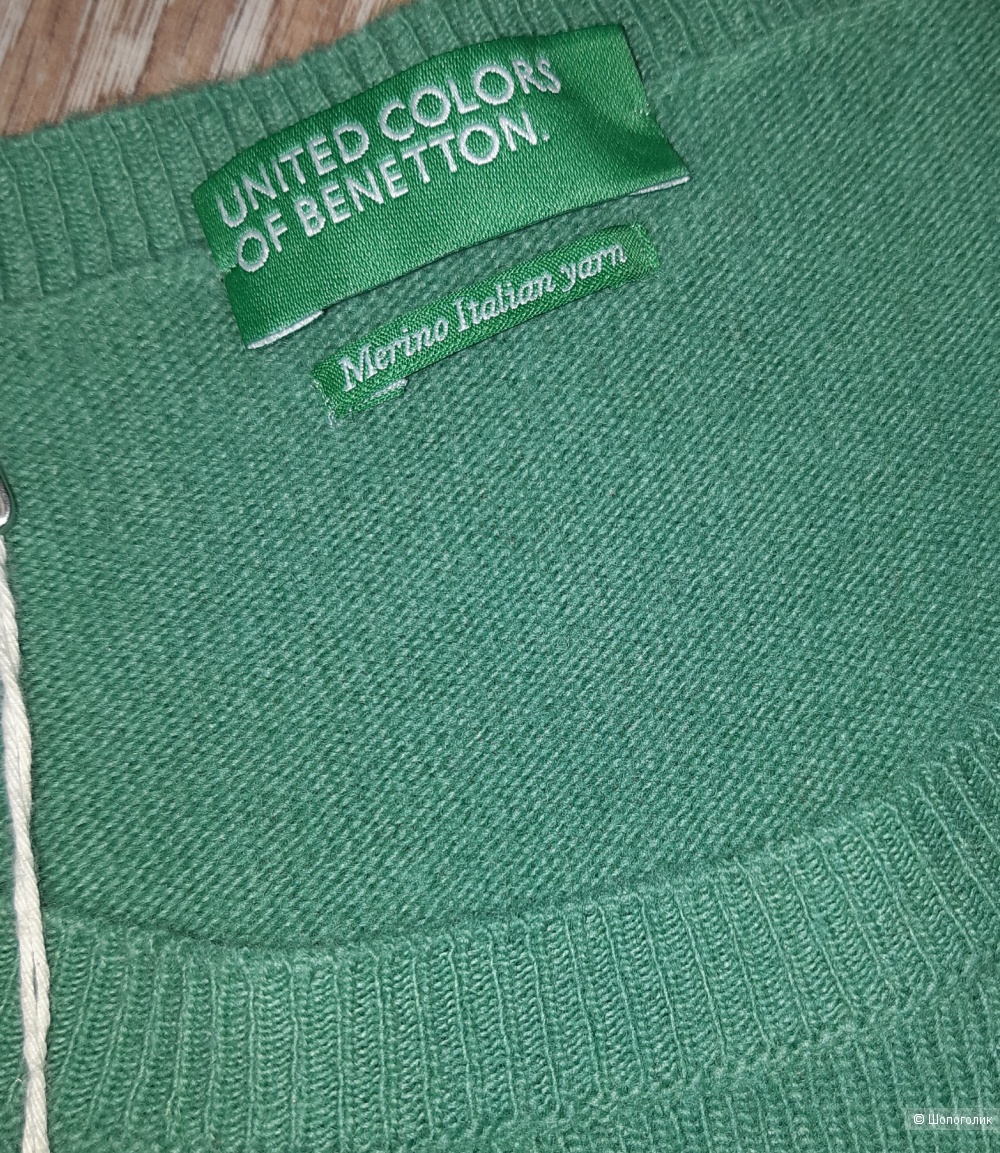 UNITED COLORS
OF BENETTON.
Merino Italian yarn
© Шопоголик